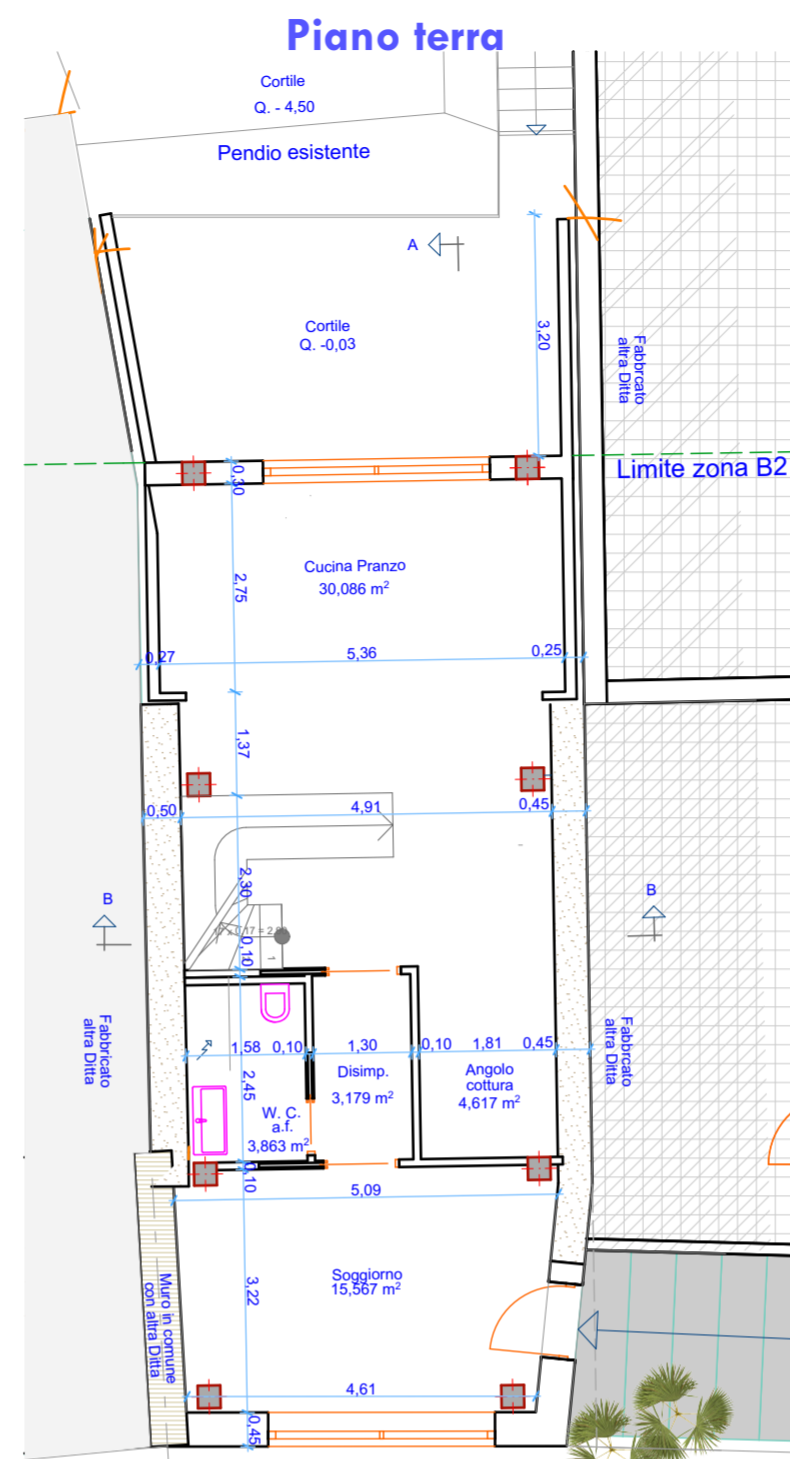 Piano terra
Cortile
Q. - 4,50
Pendio esistente
A
Cortile
Q. -0,03
3,20
Fabbrcato
altra Ditta
Limite zona B2
0,30
Cucina Pranzo
30,086 m²
2,75
0,27
5,36
0,25
1,37
0,50
4,91
0,45
2,30
B
B
0,10
1
Fabbricato
altra Ditta
Fabbrcato
altra Ditta
1,58
0,10
1,30
0,10
1,81
0,45
Disimp.
3,179 m²
Angolo
cottura
4,617 m²
2,45
W. C.
a.f.
3,863 m²
0,10
5,09
Soggiorno
15,567 m²
3,22
Muro in comune
con altra Ditta
4,61
0,45